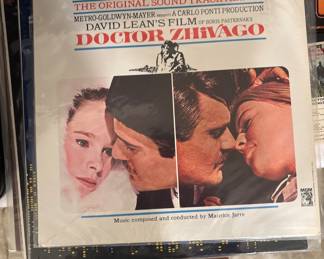 THE ORIGINAL SOUND TRACK
METRO-GOLDWYN-MAYER PRESENTS A CARLO PONTI PRODUCTION
DAVID LEAN'S FILM OF BORIS PASTERNAK'S
DOCTOR ZHIVAGO
MGM
Music composed and conducted by Maurice Jarre